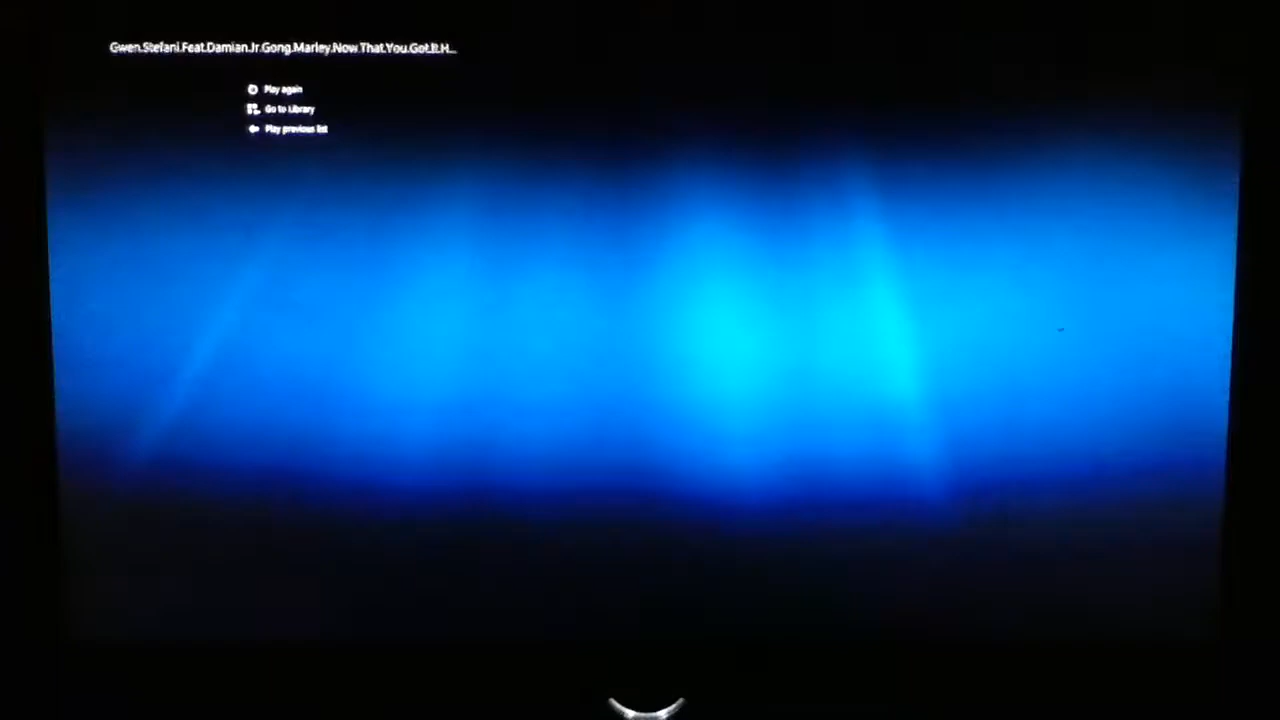 Gwen.Stefani.Feat.Damian.Jr.Gong.Marley.Now.That.You.Got.It.H...
Play again
Go to Library
Play previous list